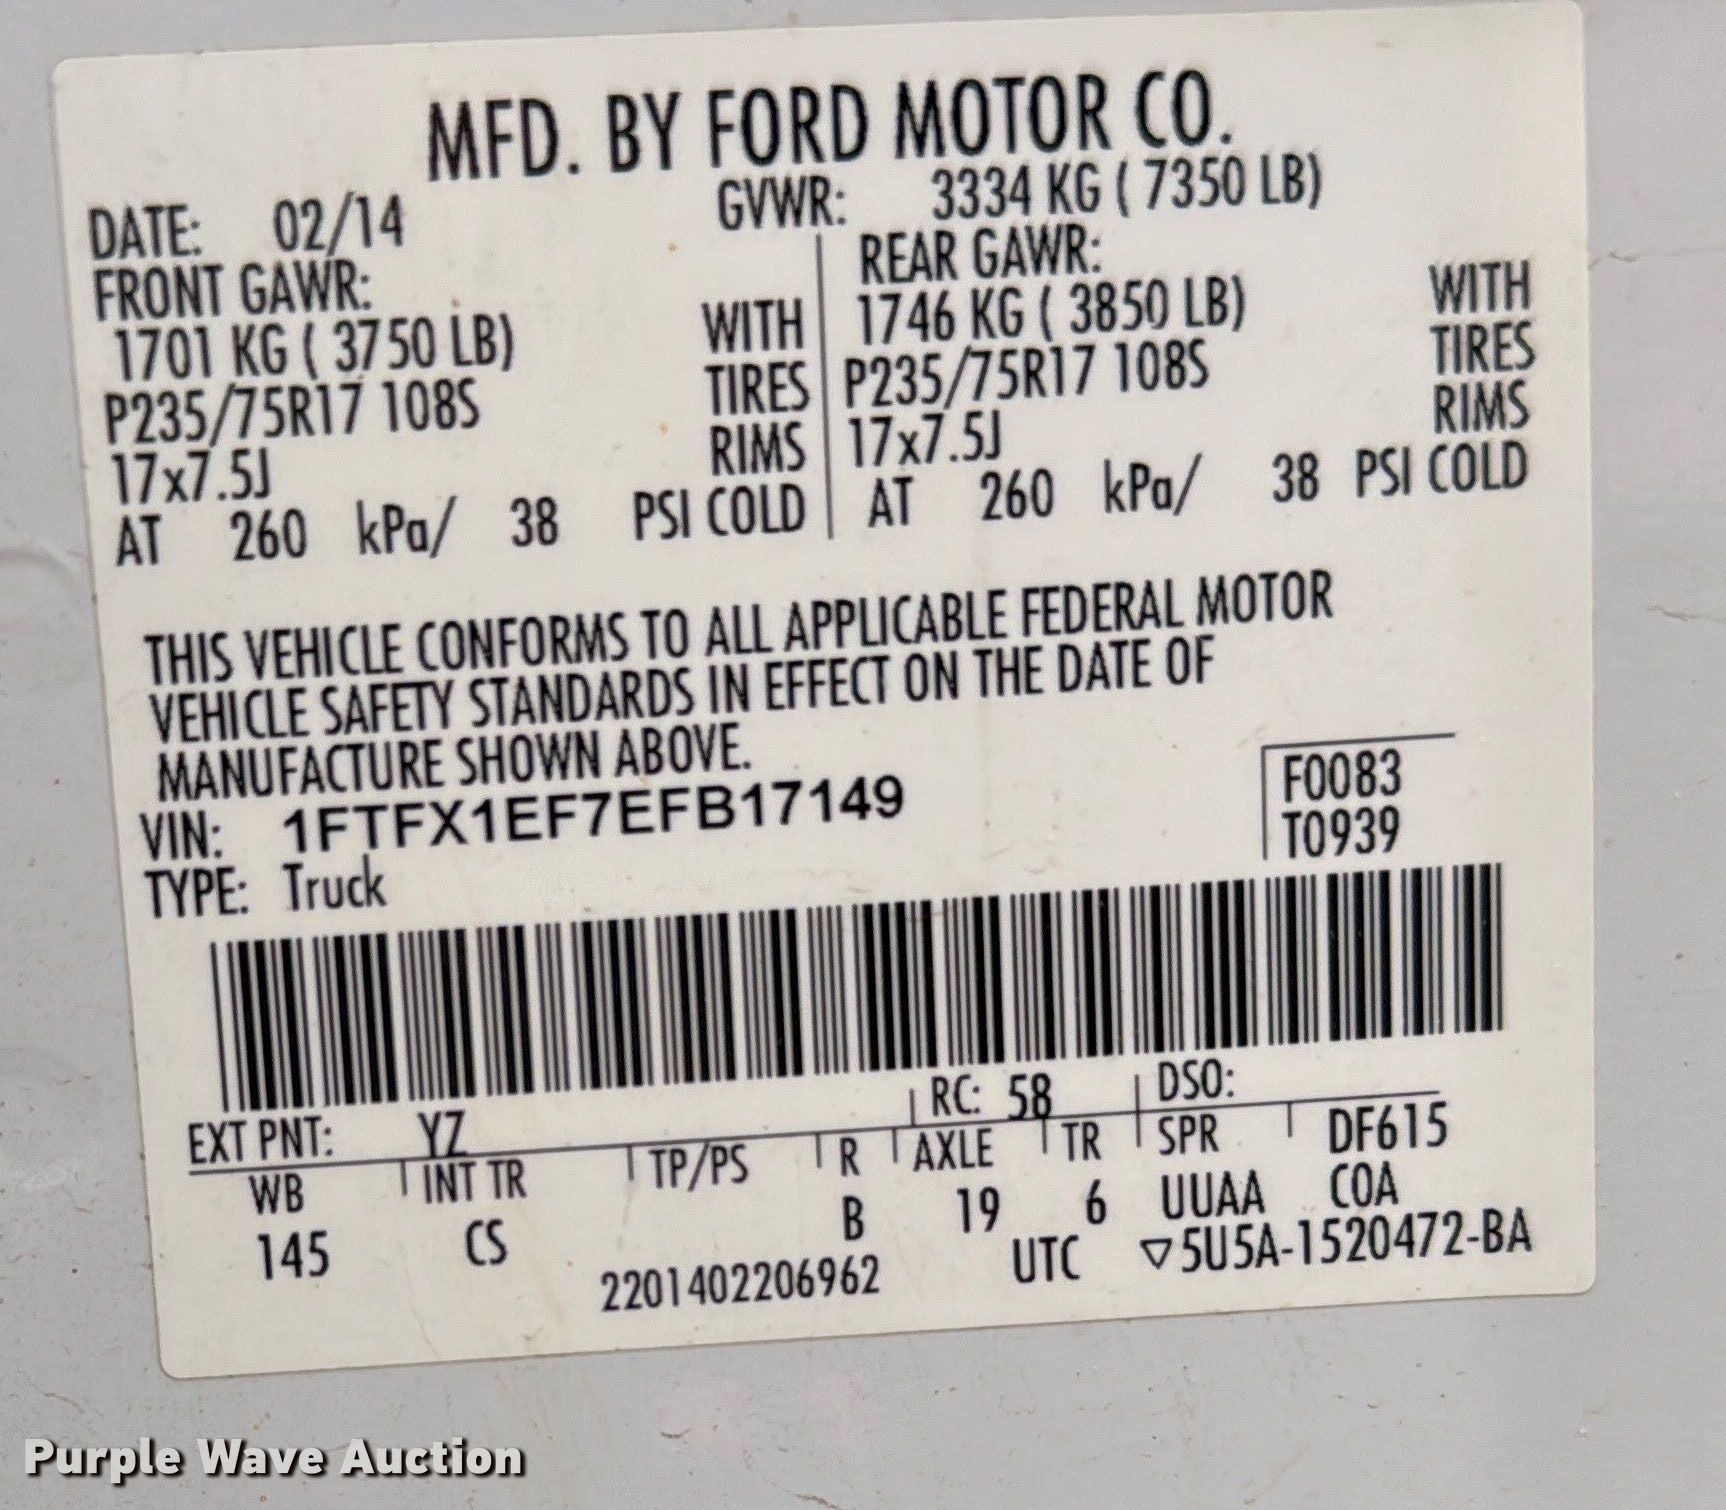 MFD. BY FORD MOTOR CO.
DATE: 02/14 GVWR: 3334 KG ( 7350 LB)
FRONT GAWR: REAR GAWR:
1701 KG ( 3750 LB) WITH 1746 KG ( 3850 LB) WITH
P235/75R17 108S TIRES P235/75R17 108S TIRES
17x7.5J RIMS 17x7.5J RIMS
AT 260 kPa/ 38 PSI COLD AT 260 kPa/ 38 PSI COLD
THIS VEHICLE CONFORMS TO ALL APPLICABLE FEDERAL MOTOR
VEHICLE SAFETY STANDARDS IN EFFECT ON THE DATE OF
MANUFACTURE SHOWN ABOVE.
VIN: 1FTFX1EF7EFB17149 F0083
TYPE: Truck T0939
EXT PNT: YZ RC: 58 DSO:
WB INT TR TP/PS R AXLE TR SPR DF615
145 CS B 19 6 UUAA COA
2201402206962 UTC ▽5U5A-1520472-BA
Purple Wave Auction